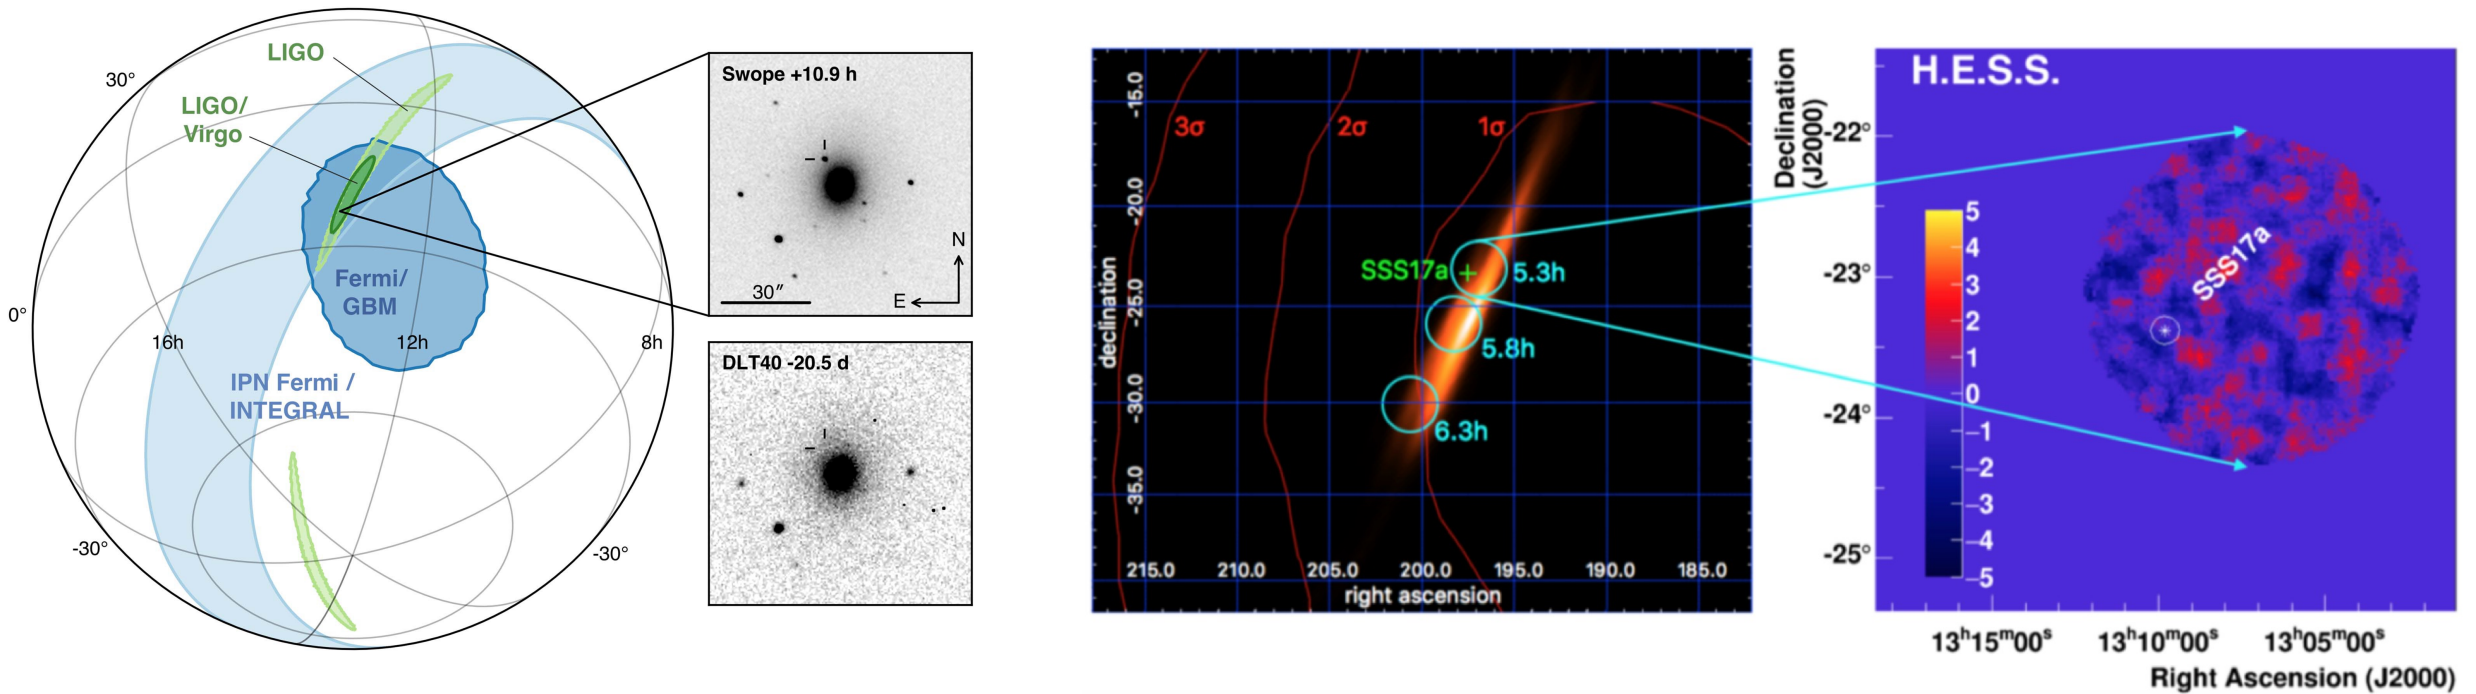 LIGO
30°
LIGO/
Virgo
Fermi/
GBM
0°
16h
12h
8h
IPN Fermi /
INTEGRAL
-30°
-30°
Swope +10.9 h
30″
N
E
DLT40 -20.5 d
declination
-15.0
-20.0
-25.0
-30.0
-35.0
3σ
2σ
1σ
SSS17a
5.3h
5.8h
6.3h
215.0
210.0
205.0
200.0
195.0
190.0
185.0
right ascension
Declination
(J2000)
-22°
-23°
-24°
-25°
H.E.S.S.
5
4
3
2
1
0
−1
−2
−3
−4
−5
SSS17a
13ʰ15ᵐ00ˢ
13ʰ10ᵐ00ˢ
13ʰ05ᵐ00ˢ
Right Ascension (J2000)